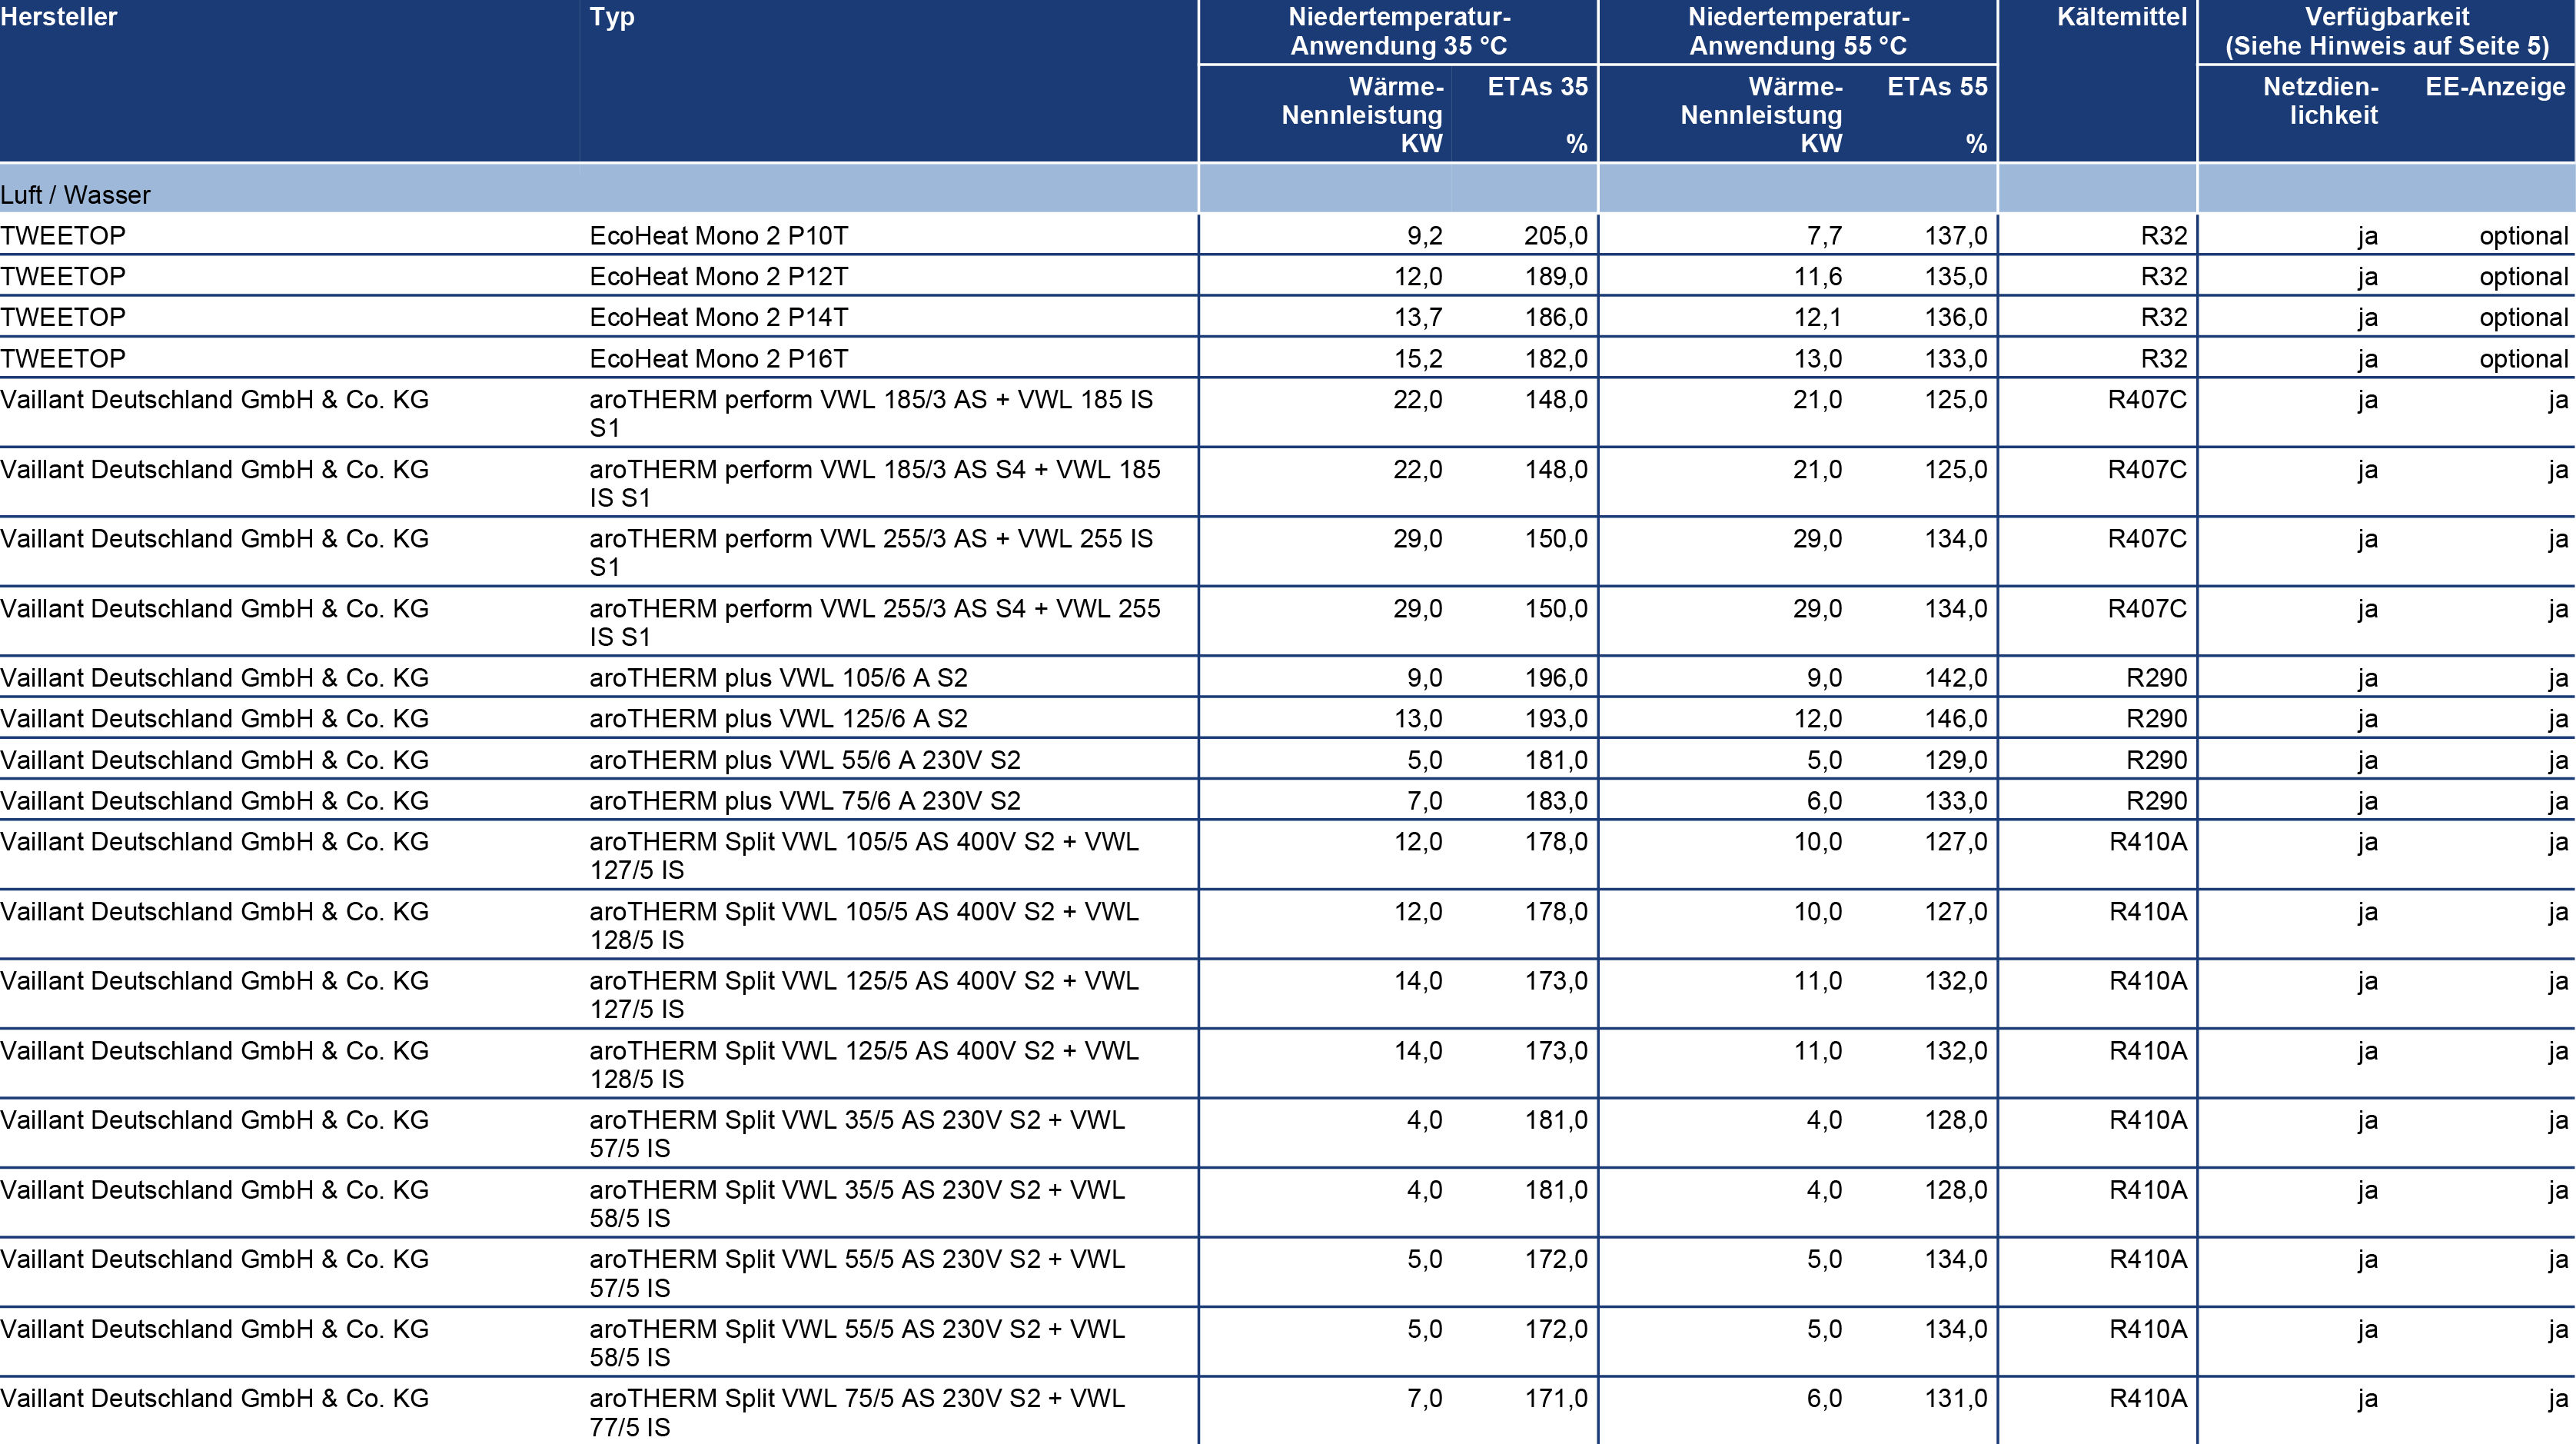 Hersteller Typ Niedertemperatur- Niedertemperatur- Kältemittel Verfügbarkeit
Anwendung 35 °C Anwendung 55 °C (Siehe Hinweis auf Seite 5)
Wärme- ETAs 35 Wärme- ETAs 55 Netzdien- EE-Anzeige
Nennleistung Nennleistung lichkeit
KW % KW %
Luft / Wasser
TWEETOP EcoHeat Mono 2 P10T 9,2 205,0 7,7 137,0 R32 ja optional
TWEETOP EcoHeat Mono 2 P12T 12,0 189,0 11,6 135,0 R32 ja optional
TWEETOP EcoHeat Mono 2 P14T 13,7 186,0 12,1 136,0 R32 ja optional
TWEETOP EcoHeat Mono 2 P16T 15,2 182,0 13,0 133,0 R32 ja optional
Vaillant Deutschland GmbH & Co. KG aroTHERM perform VWL 185/3 AS + VWL 185 IS 22,0 148,0 21,0 125,0 R407C ja ja
S1
Vaillant Deutschland GmbH & Co. KG aroTHERM perform VWL 185/3 AS S4 + VWL 185 22,0 148,0 21,0 125,0 R407C ja ja
IS S1
Vaillant Deutschland GmbH & Co. KG aroTHERM perform VWL 255/3 AS + VWL 255 IS 29,0 150,0 29,0 134,0 R407C ja ja
S1
Vaillant Deutschland GmbH & Co. KG aroTHERM perform VWL 255/3 AS S4 + VWL 255 29,0 150,0 29,0 134,0 R407C ja ja
IS S1
Vaillant Deutschland GmbH & Co. KG aroTHERM plus VWL 105/6 A S2 9,0 196,0 9,0 142,0 R290 ja ja
Vaillant Deutschland GmbH & Co. KG aroTHERM plus VWL 125/6 A S2 13,0 193,0 12,0 146,0 R290 ja ja
Vaillant Deutschland GmbH & Co. KG aroTHERM plus VWL 55/6 A 230V S2 5,0 181,0 5,0 129,0 R290 ja ja
Vaillant Deutschland GmbH & Co. KG aroTHERM plus VWL 75/6 A 230V S2 7,0 183,0 6,0 133,0 R290 ja ja
Vaillant Deutschland GmbH & Co. KG aroTHERM Split VWL 105/5 AS 400V S2 + VWL 12,0 178,0 10,0 127,0 R410A ja ja
127/5 IS
Vaillant Deutschland GmbH & Co. KG aroTHERM Split VWL 105/5 AS 400V S2 + VWL 12,0 178,0 10,0 127,0 R410A ja ja
128/5 IS
Vaillant Deutschland GmbH & Co. KG aroTHERM Split VWL 125/5 AS 400V S2 + VWL 14,0 173,0 11,0 132,0 R410A ja ja
127/5 IS
Vaillant Deutschland GmbH & Co. KG aroTHERM Split VWL 125/5 AS 400V S2 + VWL 14,0 173,0 11,0 132,0 R410A ja ja
128/5 IS
Vaillant Deutschland GmbH & Co. KG aroTHERM Split VWL 35/5 AS 230V S2 + VWL 4,0 181,0 4,0 128,0 R410A ja ja
57/5 IS
Vaillant Deutschland GmbH & Co. KG aroTHERM Split VWL 35/5 AS 230V S2 + VWL 4,0 181,0 4,0 128,0 R410A ja ja
58/5 IS
Vaillant Deutschland GmbH & Co. KG aroTHERM Split VWL 55/5 AS 230V S2 + VWL 5,0 172,0 5,0 134,0 R410A ja ja
57/5 IS
Vaillant Deutschland GmbH & Co. KG aroTHERM Split VWL 55/5 AS 230V S2 + VWL 5,0 172,0 5,0 134,0 R410A ja ja
58/5 IS
Vaillant Deutschland GmbH & Co. KG aroTHERM Split VWL 75/5 AS 230V S2 + VWL 7,0 171,0 6,0 131,0 R410A ja ja
77/5 IS